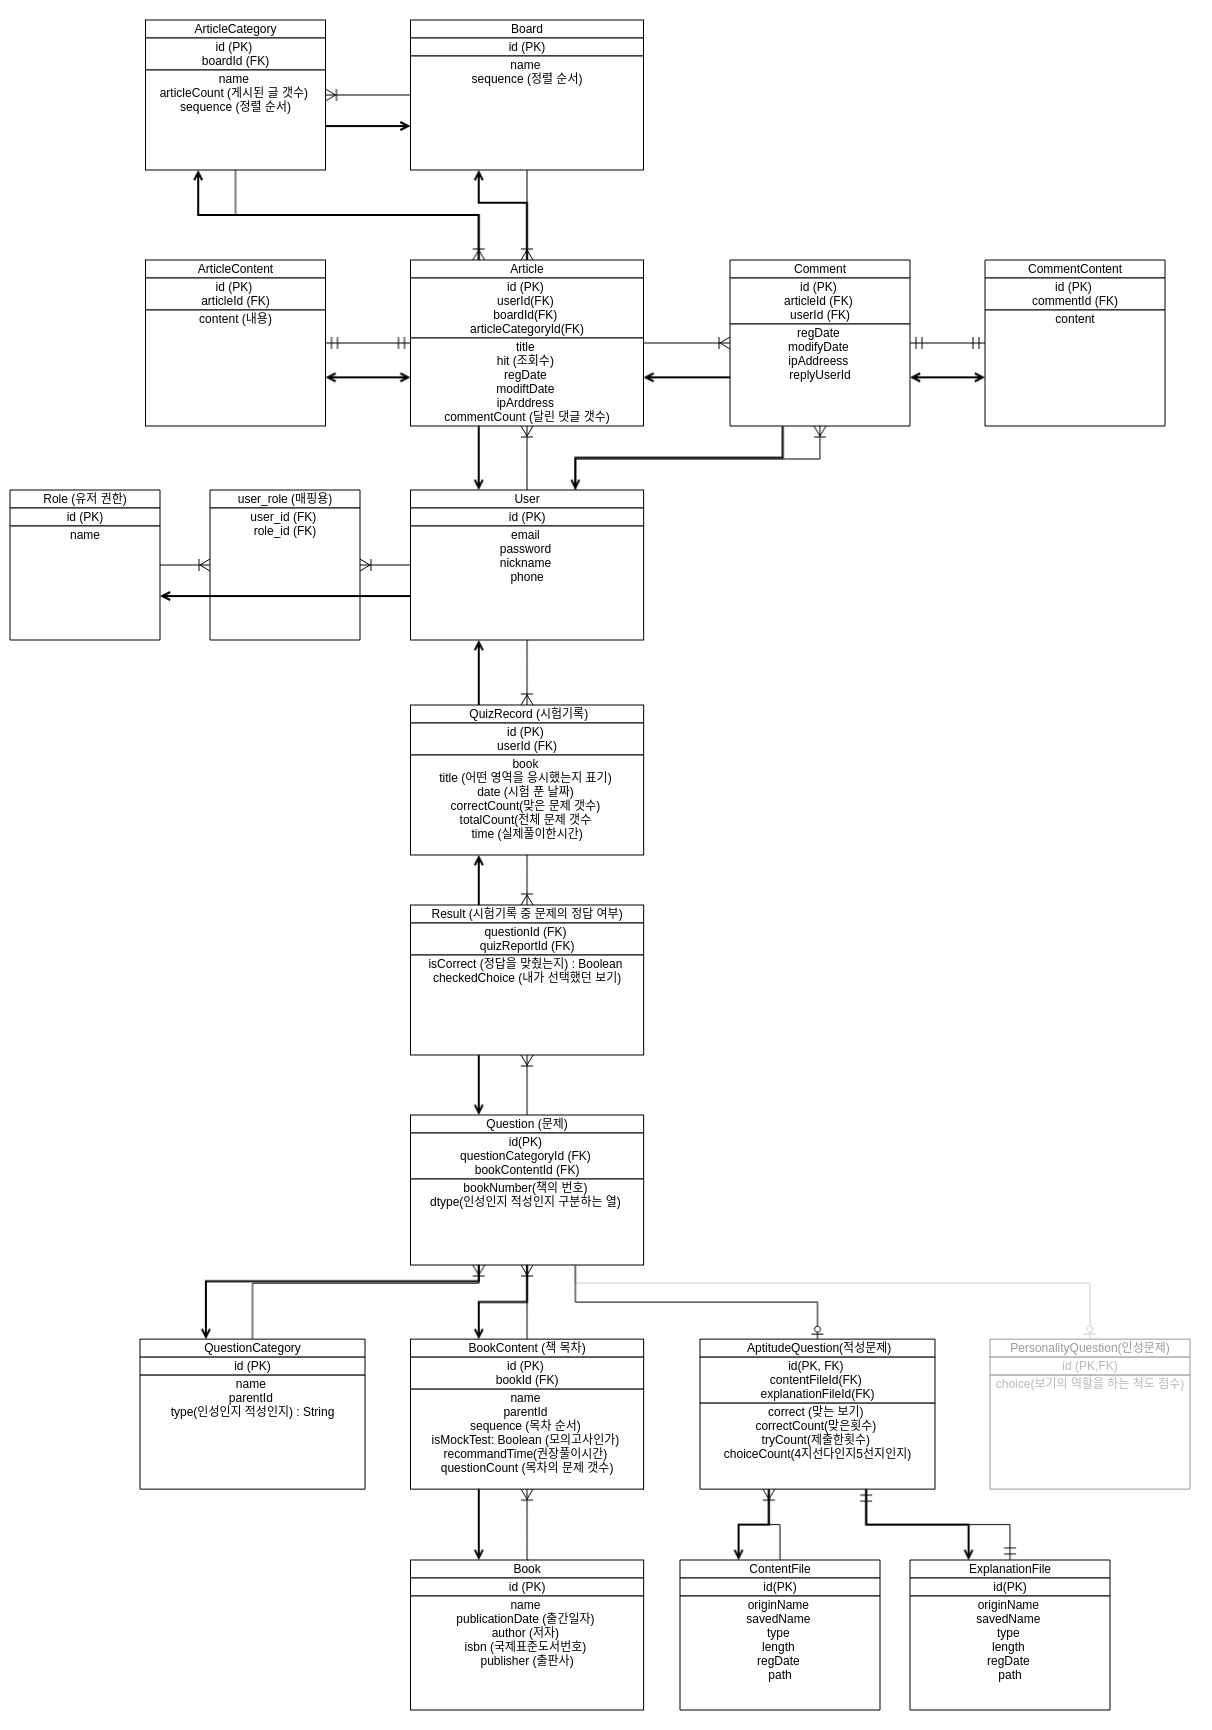 ArticleCategory
id (PK)
boardId (FK)
name
articleCount (게시된 글 갯수)
sequence (정렬 순서)
Board
id (PK)
name
sequence (정렬 순서)
ArticleContent
id (PK)
articleId (FK)
content (내용)
Article
id (PK)
userId(FK)
boardId(FK)
articleCategoryId(FK)
title
hit (조회수)
regDate
modiftDate
ipArddress
commentCount (달린 댓글 갯수)
Comment
id (PK)
articleId (FK)
userId (FK)
regDate
modifyDate
ipAddreess
replyUserId
CommentContent
id (PK)
commentId (FK)
content
Role (유저 권한)
id (PK)
name
user_role (매핑용)
user_id (FK)
role_id (FK)
User
id (PK)
email
password
nickname
phone
QuizRecord (시험기록)
id (PK)
userId (FK)
book
title (어떤 영역을 응시했는지 표기)
date (시험 푼 날짜)
correctCount(맞은 문제 갯수)
totalCount(전체 문제 갯수
time (실제풀이한시간)
Result (시험기록 중 문제의 정답 여부)
questionId (FK)
quizReportId (FK)
isCorrect (정답을 맞췄는지) : Boolean
checkedChoice (내가 선택했던 보기)
Question (문제)
id(PK)
questionCategoryId (FK)
bookContentId (FK)
bookNumber(책의 번호)
dtype(인성인지 적성인지 구분하는 열)
QuestionCategory
id (PK)
name
parentId
type(인성인지 적성인지) : String
BookContent (책 목차)
id (PK)
bookId (FK)
name
parentId
sequence (목차 순서)
isMockTest: Boolean (모의고사인가)
recommandTime(권장풀이시간)
questionCount (목차의 문제 갯수)
AptitudeQuestion(적성문제)
id(PK, FK)
contentFileId(FK)
explanationFileId(FK)
correct (맞는 보기)
correctCount(맞은횟수)
tryCount(제출한횟수)
choiceCount(4지선다인지5선지인지)
PersonalityQuestion(인성문제)
id (PK,FK)
choice(보기의 역할을 하는 척도 점수)
Book
id (PK)
name
publicationDate (출간일자)
author (저자)
isbn (국제표준도서번호)
publisher (출판사)
ContentFile
id(PK)
originName
savedName
type
length
regDate
path
ExplanationFile
id(PK)
originName
savedName
type
length
regDate
path